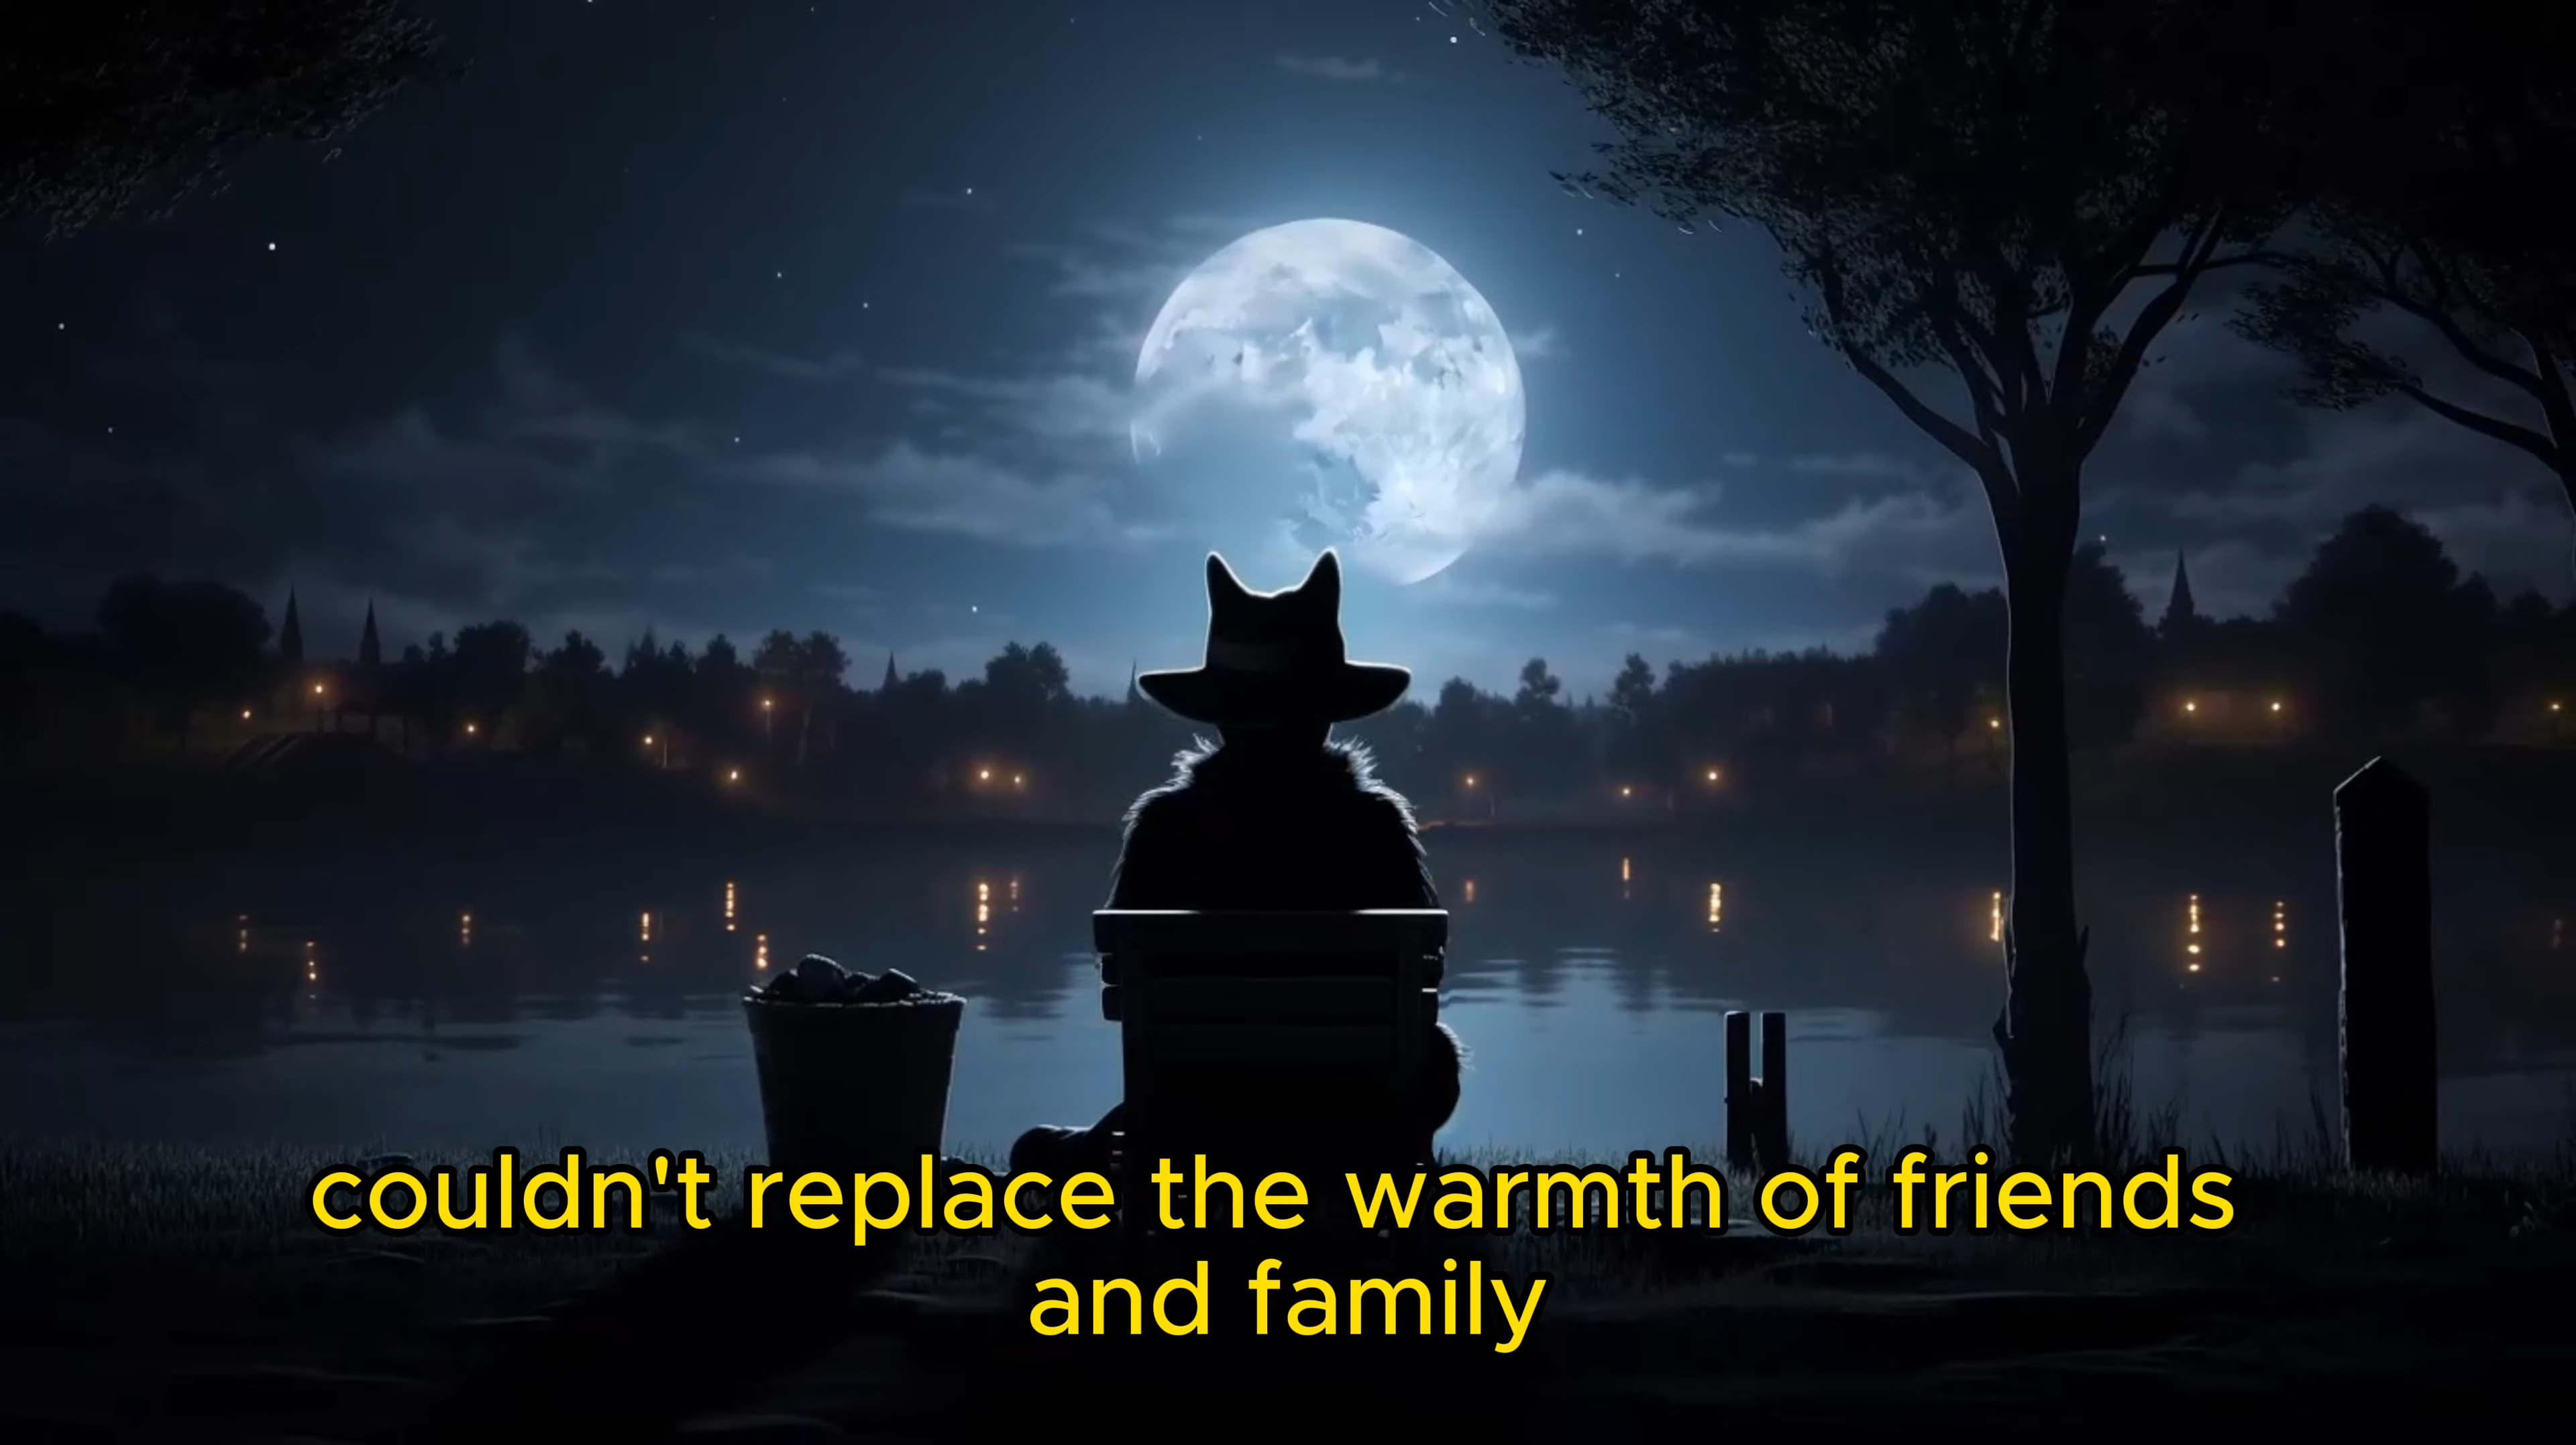 couldn't replace the warmth of friends
and family